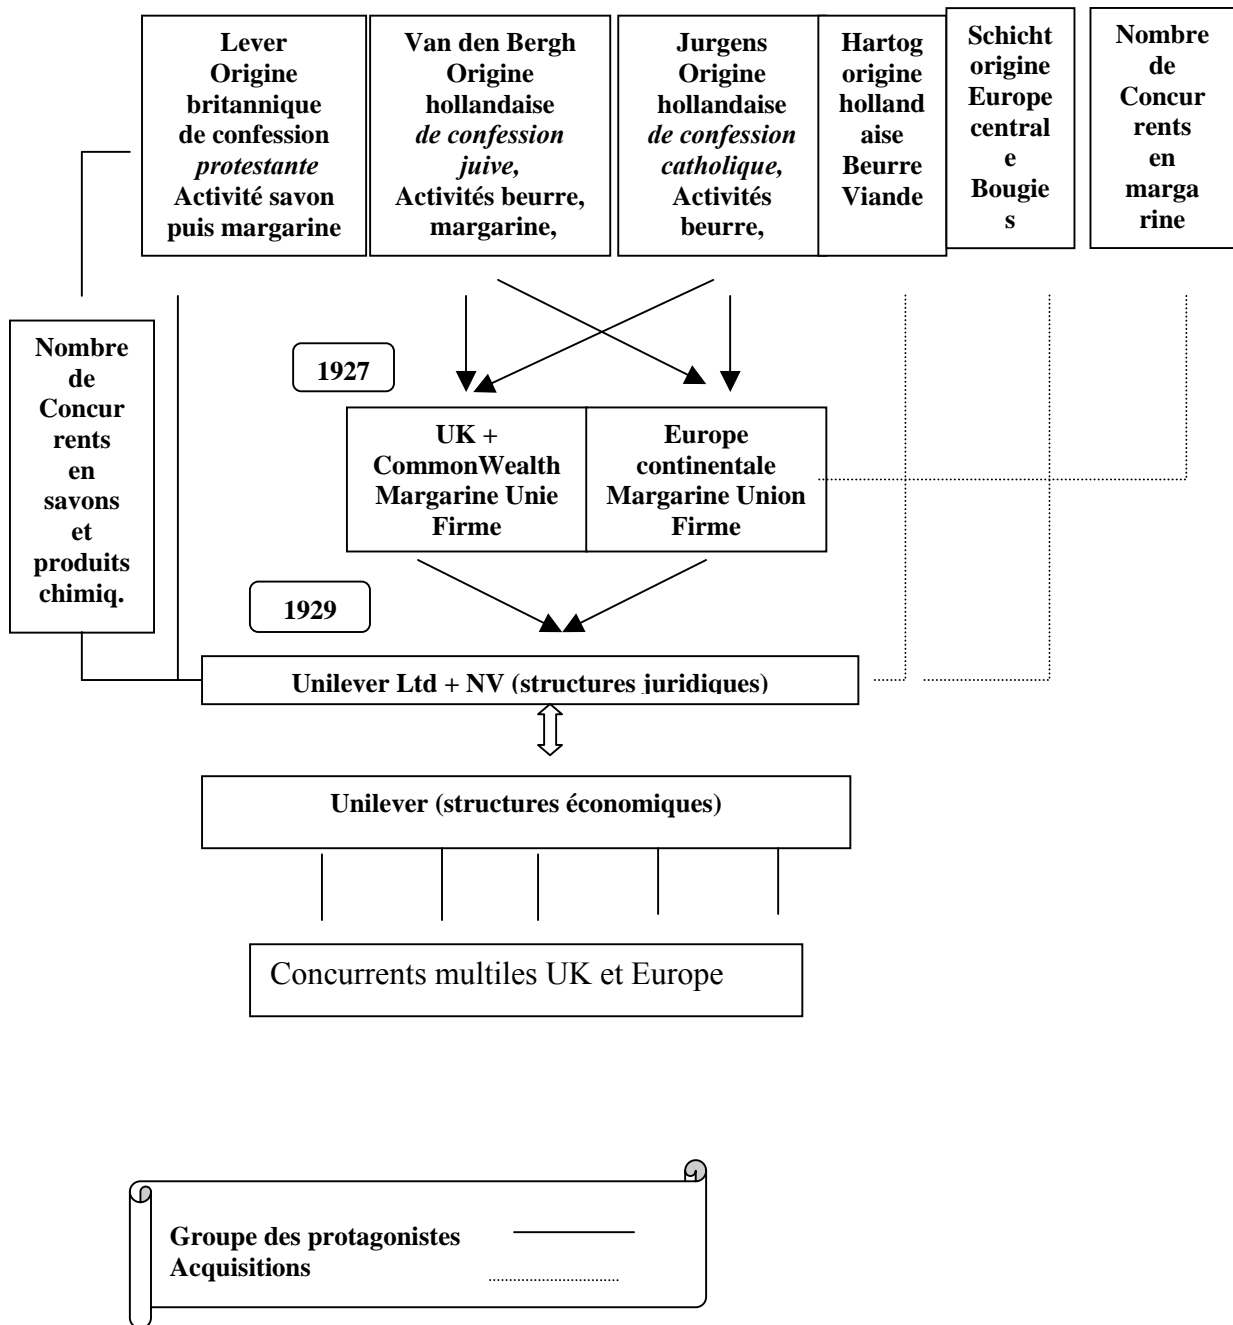 Lever
Origine
britannique
de confession
protestante
Activité savon
puis margarine
Van den Bergh
Origine
hollandaise
de confession
juive,
Activités beurre,
margarine,
Jurgens
Origine
hollandaise
de confession
catholique,
Activités
beurre,
Hartog
origine
holland
aise
Beurre
Viande
Schicht
origine
Europe
central
e
Bougie
s
Nombre
de
Concur
rents
en
marga
rine
Nombre
de
Concur
rents
en
savons
et
produits
chimiq.
1927
UK +
CommonWealth
Margarine Unie
Firme
Europe
continentale
Margarine Union
Firme
1929
Unilever Ltd + NV (structures juridiques)
Unilever (structures économiques)
Concurrents multiles UK et Europe
Groupe des protagonistes
Acquisitions